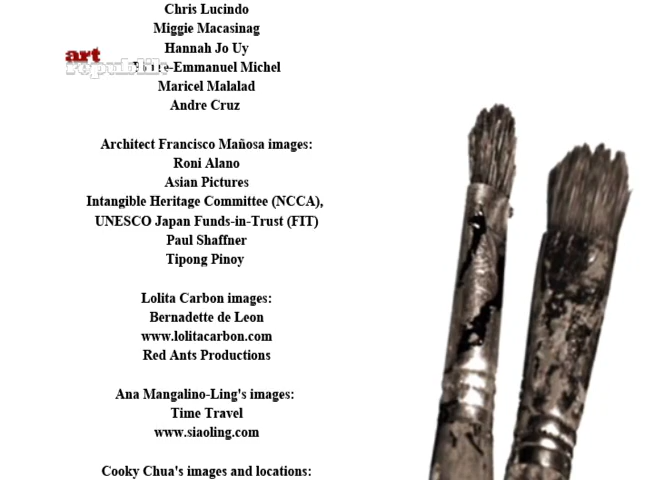 Chris Lucindo
Miggie Macasinag
Hannah Jo Uy
art
republik
-Emmanuel Michel
Maricel Malalad
Andre Cruz
Architect Francisco Mañosa images:
Roni Alano
Asian Pictures
Intangible Heritage Committee (NCCA),
UNESCO Japan Funds-in-Trust (FIT)
Paul Shaffner
Tipong Pinoy
Lolita Carbon images:
Bernadette de Leon
www.lolitacarbon.com
Red Ants Productions
Ana Mangalino-Ling's images:
Time Travel
www.siaoling.com
Cooky Chua's images and locations: